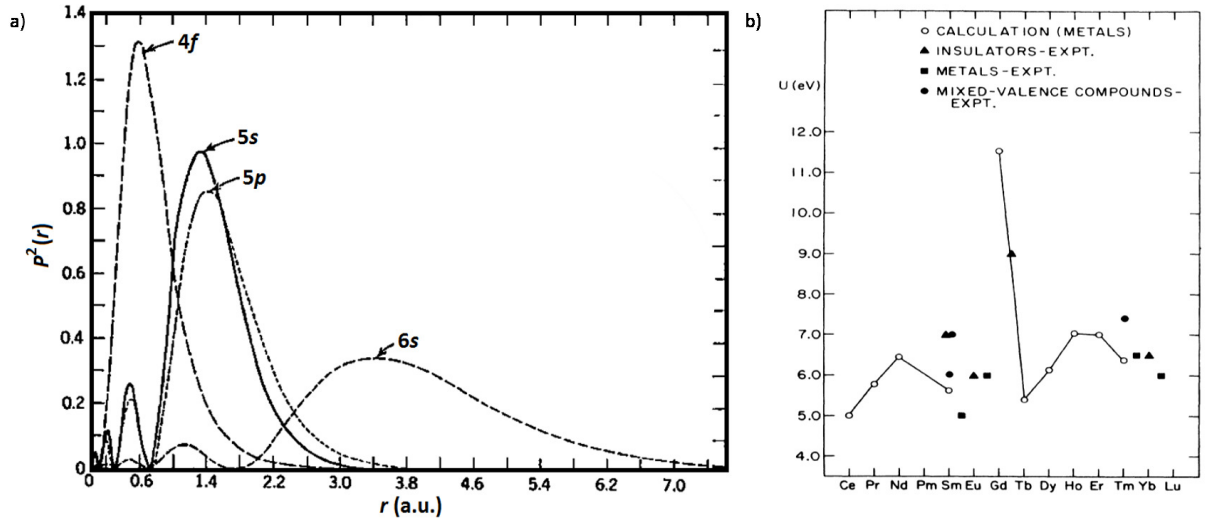 a)
1.4
1.2
1.0
0.8
0.6
0.4
0.2
0
P²(r)
4f
5s
5p
6s
0 0.6 1.4 2.2 3.0 3.8 4.6 5.4 6.2 7.0
r (a.u.)
b)
○ CALCULATION (METALS)
▲ INSULATORS-EXPT.
■ METALS-EXPT.
● MIXED-VALENCE COMPOUNDS-
EXPT.
U (eV)
12.0
11.0
10.0
9.0
8.0
7.0
6.0
5.0
4.0
Ce Pr Nd Pm Sm Eu Gd Tb Dy Ho Er Tm Yb Lu